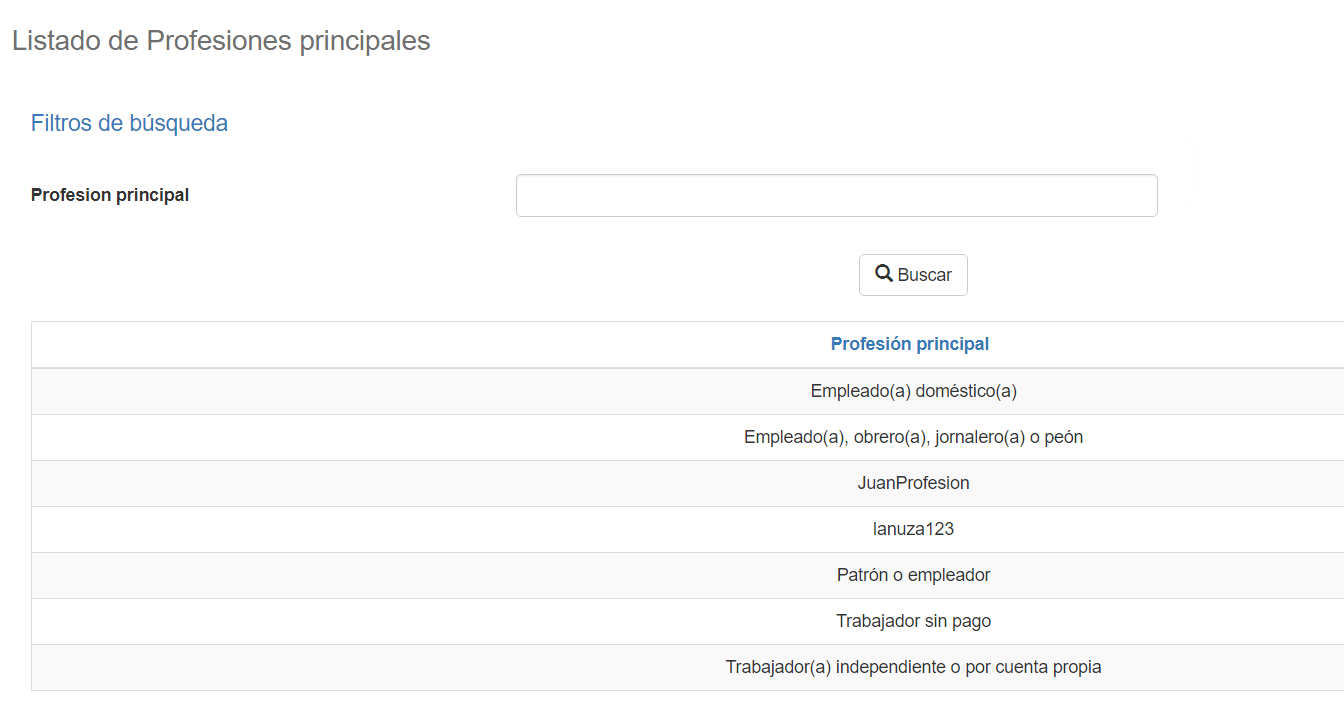 Listado de Profesiones principales
Filtros de búsqueda
Profesion principal
Buscar
Profesión principal
Empleado(a) doméstico(a)
Empleado(a), obrero(a), jornalero(a) o peón
JuanProfesion
lanuza123
Patrón o empleador
Trabajador sin pago
Trabajador(a) independiente o por cuenta propia